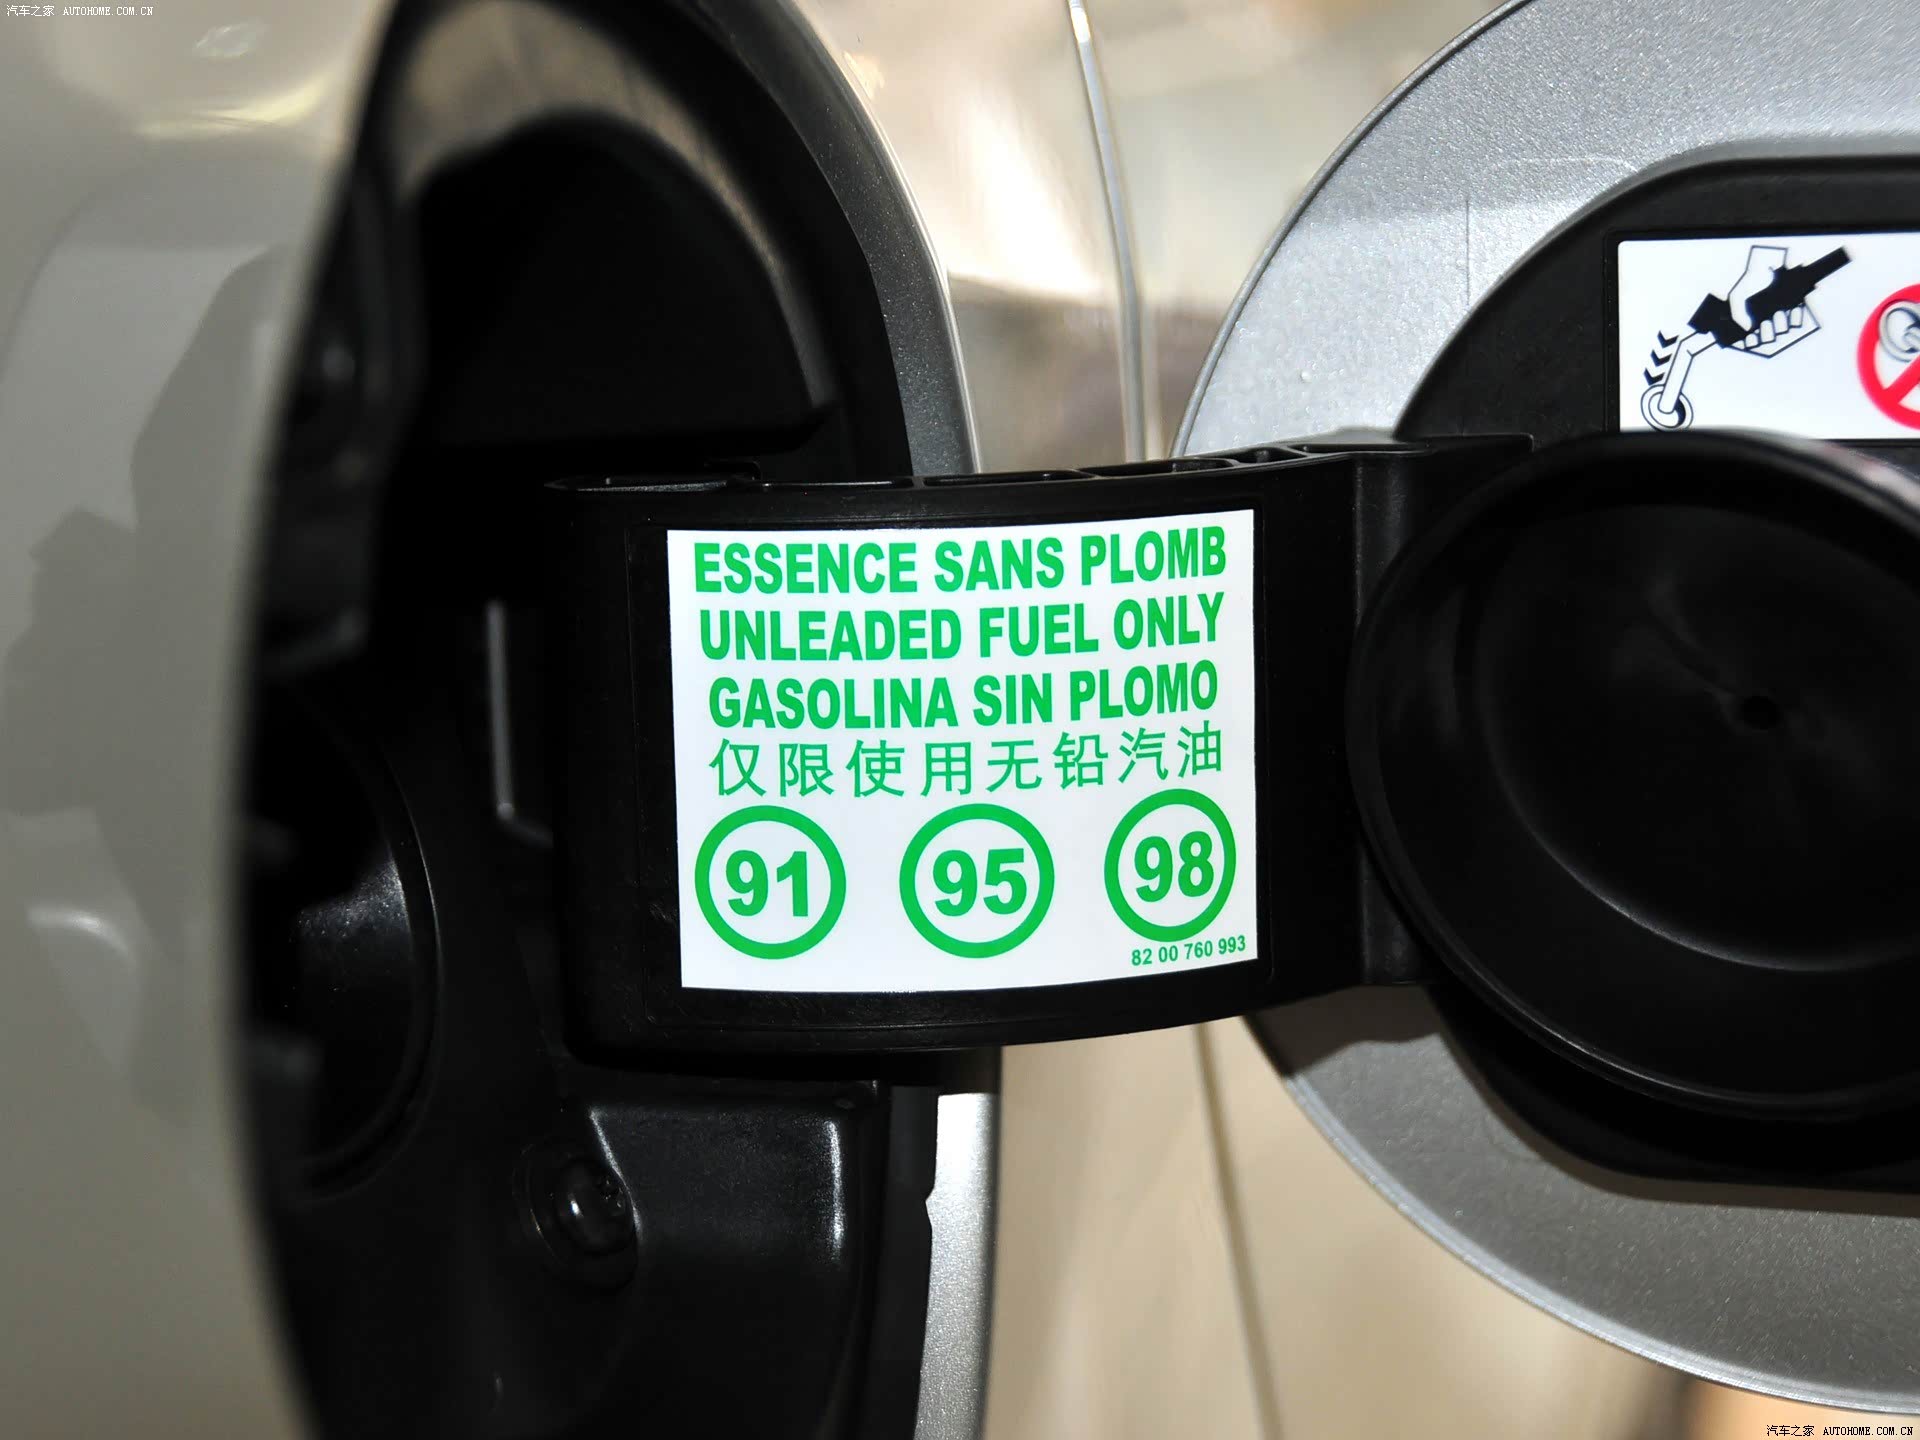 汽车之家 AUTOHOME.COM.CN
ESSENCE SANS PLOMB
UNLEADED FUEL ONLY
GASOLINA SIN PLOMO
仅限使用无铅汽油
91 95 98
82 00 760 993
汽车之家 AUTOHOME.COM.CN